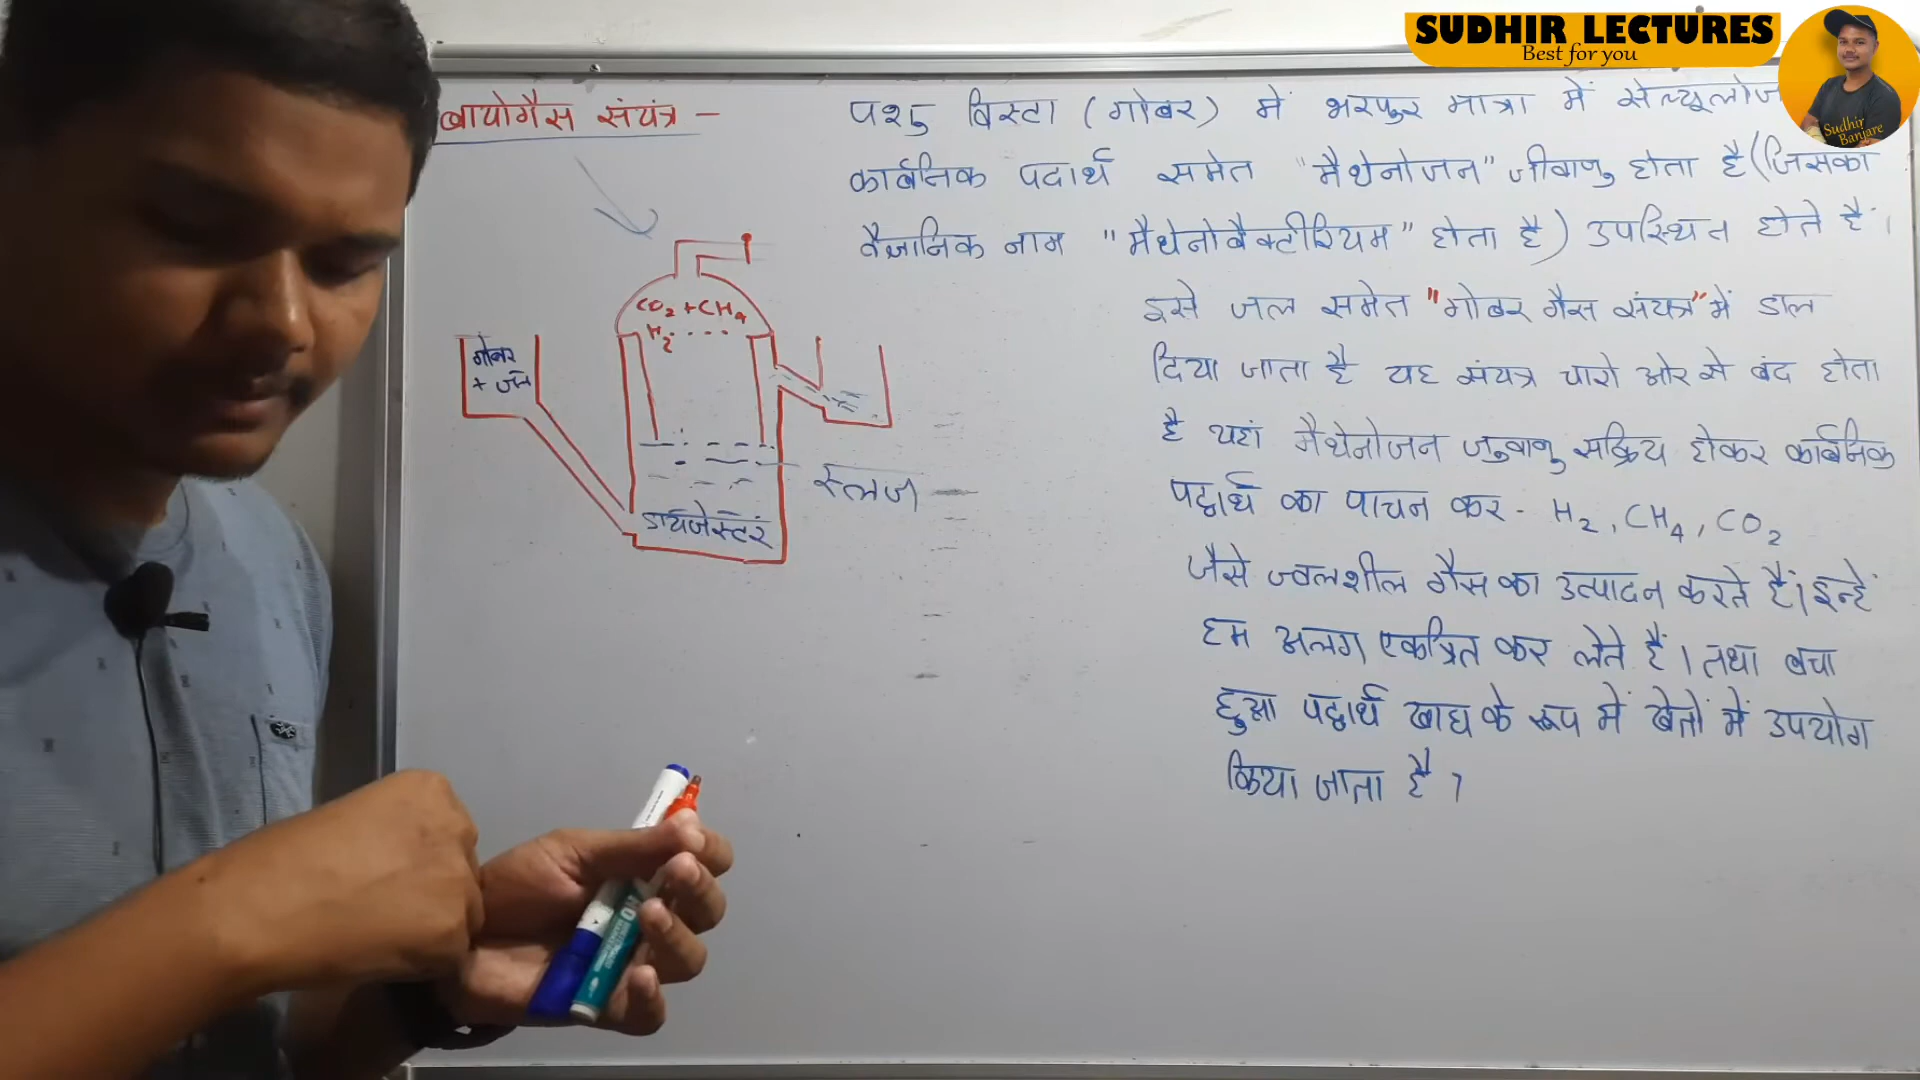 SUDHIR LECTURES
Best for you
Sudhir
Banjare
बायोगैस संयंत्र -
पशु विस्टा (गोबर) में भरपुर मात्रा में सेल्यूलोज
कार्बनिक पदार्थ समेत "मैथेनोजन" जीवाणु होता है (जिसका
वैज्ञानिक नाम "मैथेनोबैक्टीरियम" होता है) उपस्थित होते हैं।
इसे जल समेत "गोबर गैस संयंत्र" में डाल
दिया जाता है यह संयंत्र चारो ओर से बंद होता
है यहां मैथेनोजन सक्रिय होकर कार्बनिक
पदार्थ का पाचन कर - H2, CH4, CO2
जैसे ज्वलशील गैस का उत्पादन करते हैं। इन्हें
हम अलग एकत्रित कर लेते हैं। तथा बचा
हुआ पदार्थ खाद्य के रूप में खेतों में उपयोग
किया जाता है ।
CO2 + CH4
H2 ....
गोबर
+ जल
स्लज
डायजेस्टर